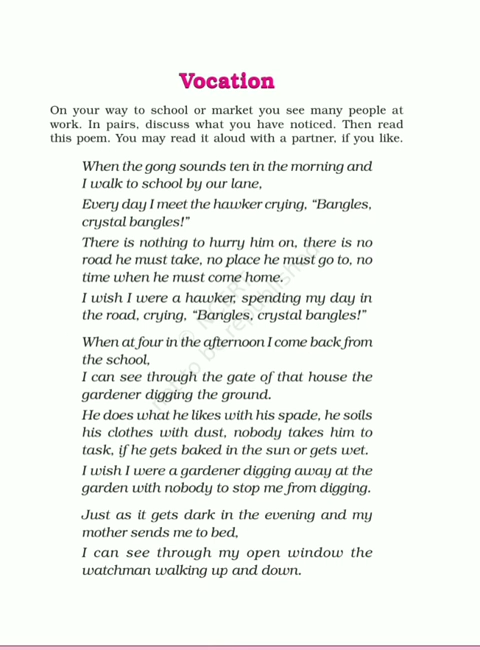 Vocation
On your way to school or market you see many people at
work. In pairs, discuss what you have noticed. Then read
this poem. You may read it aloud with a partner, if you like.
When the gong sounds ten in the morning and
I walk to school by our lane,
Every day I meet the hawker crying, “Bangles,
crystal bangles!”
There is nothing to hurry him on, there is no
road he must take, no place he must go to, no
time when he must come home.
I wish I were a hawker, spending my day in
the road, crying, “Bangles, crystal bangles!”
When at four in the afternoon I come back from
the school,
I can see through the gate of that house the
gardener digging the ground.
He does what he likes with his spade, he soils
his clothes with dust, nobody takes him to
task, if he gets baked in the sun or gets wet.
I wish I were a gardener digging away at the
garden with nobody to stop me from digging.
Just as it gets dark in the evening and my
mother sends me to bed,
I can see through my open window the
watchman walking up and down.
© NCERT
not to be republished